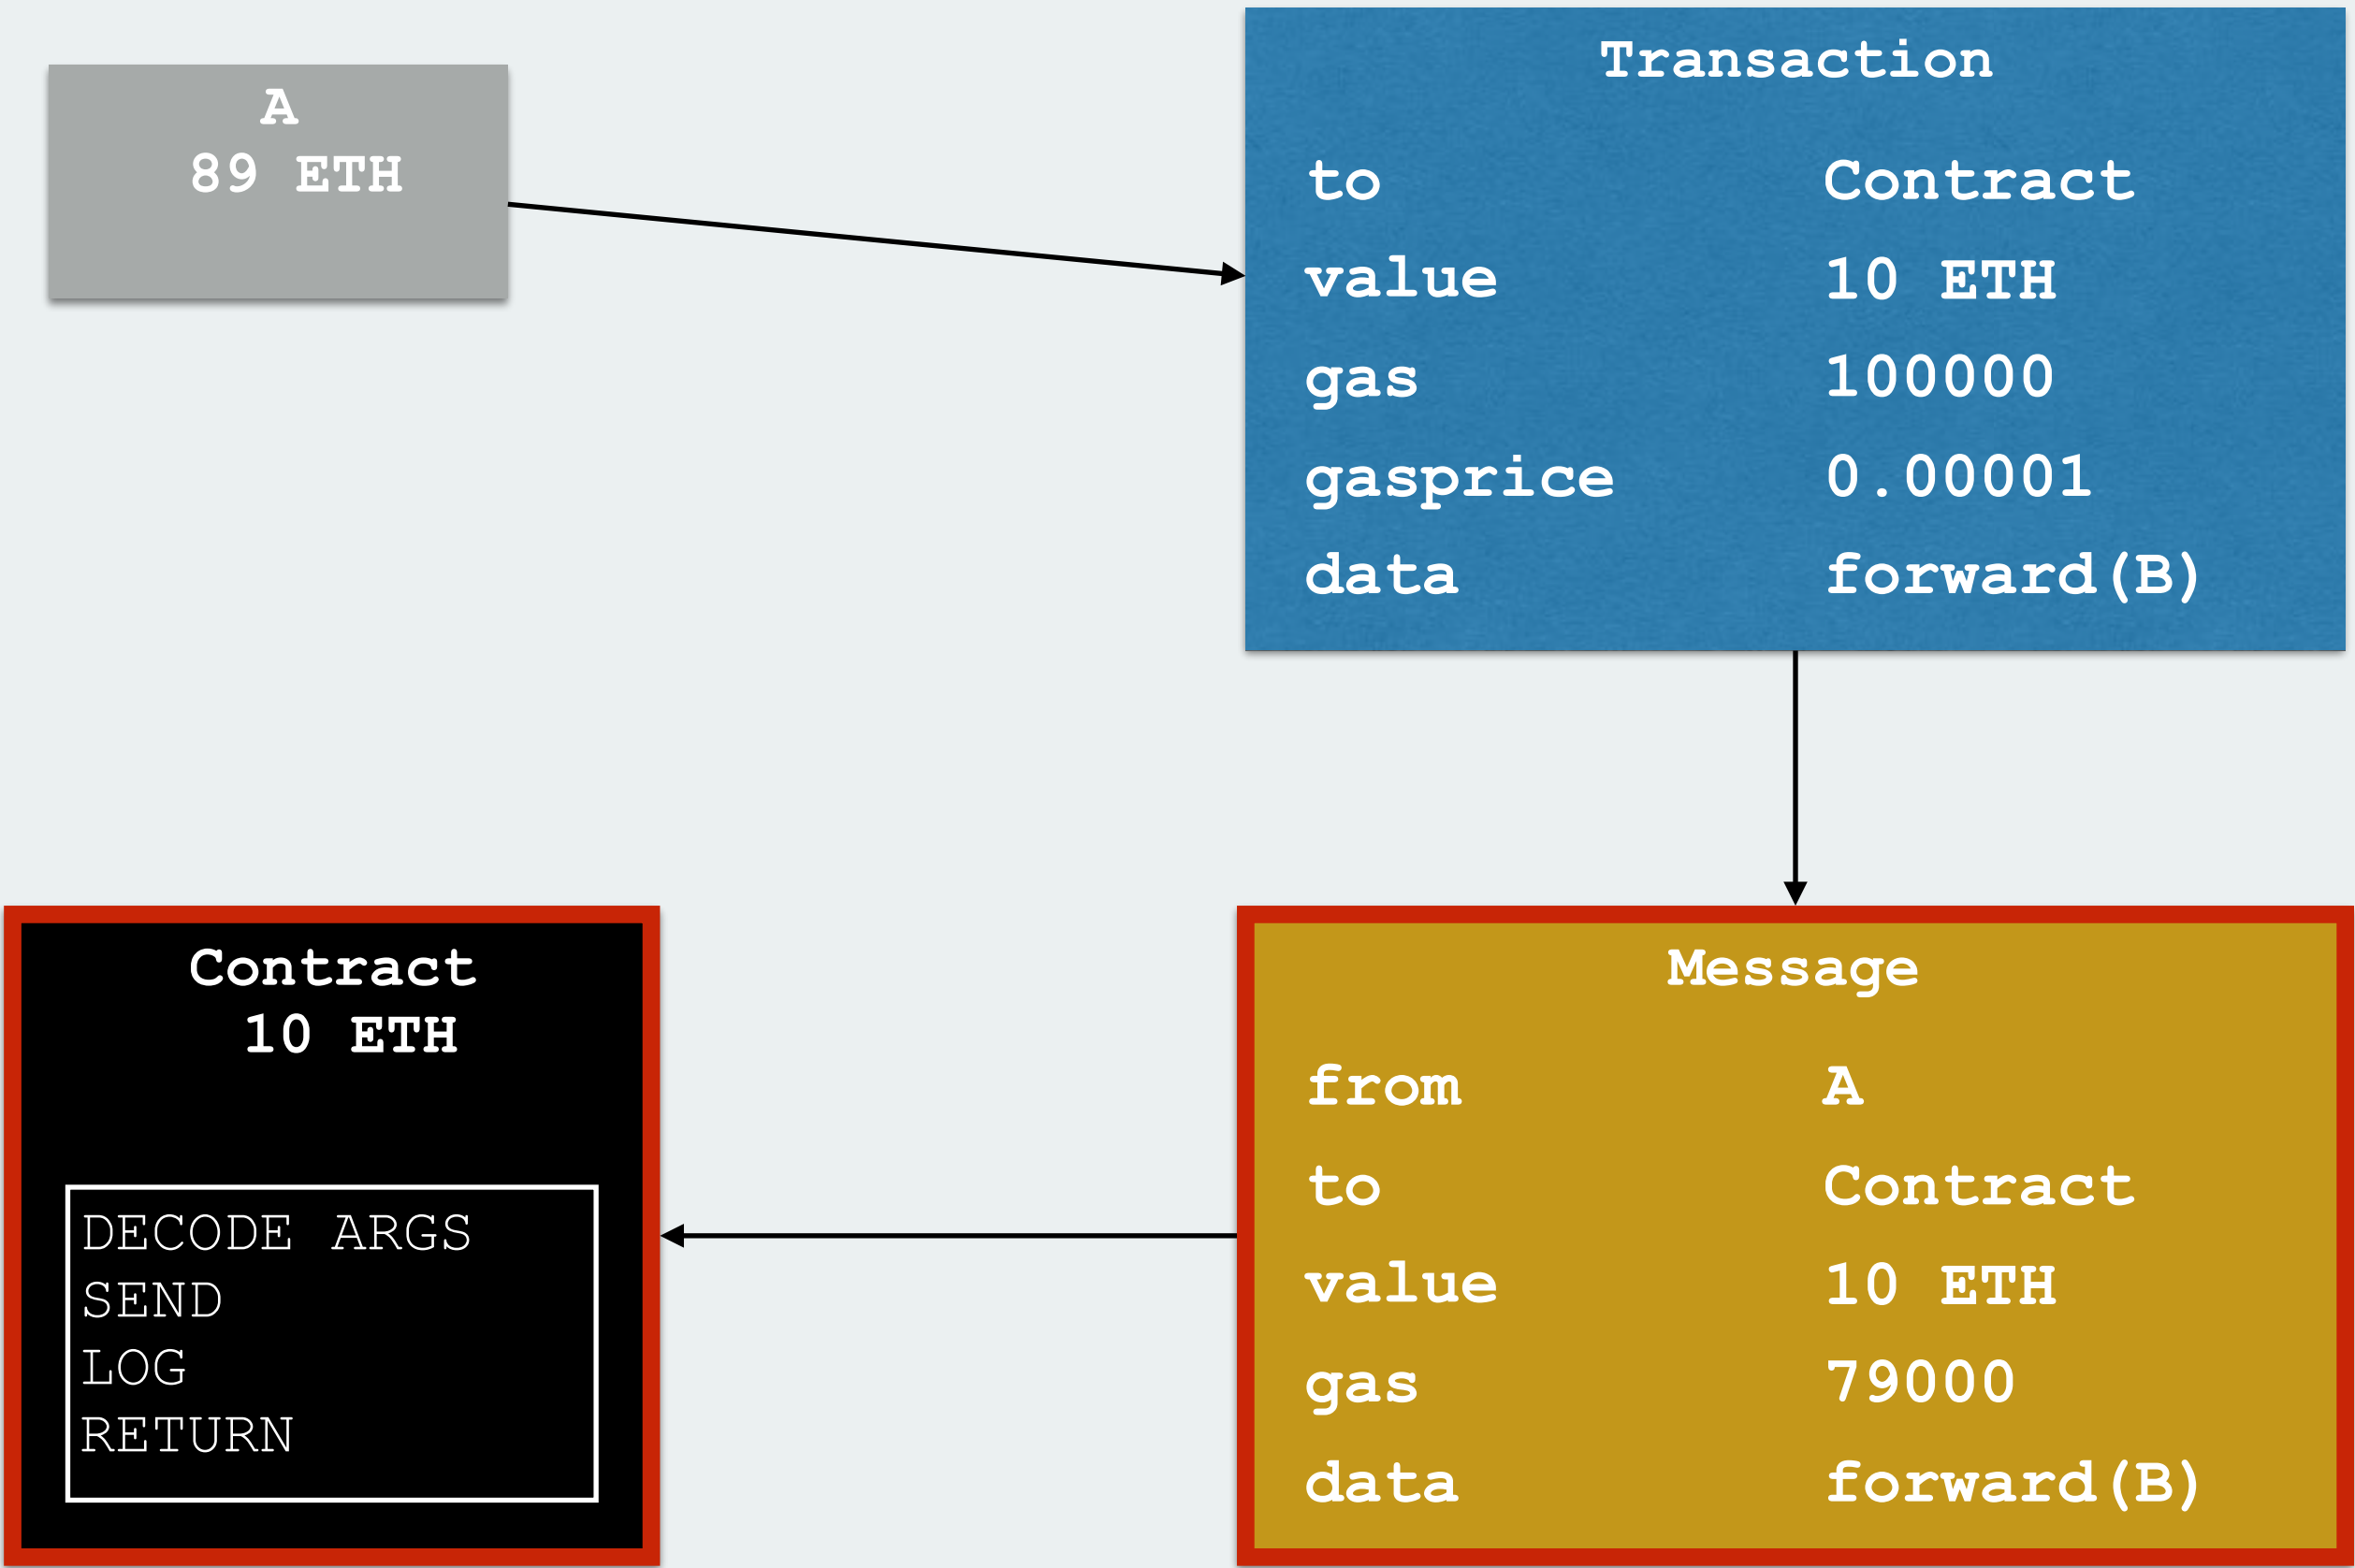 A
89 ETH
Transaction
to Contract
value 10 ETH
gas 100000
gasprice 0.00001
data forward(B)
Contract
10 ETH
DECODE ARGS
SEND
LOG
RETURN
Message
from A
to Contract
value 10 ETH
gas 79000
data forward(B)